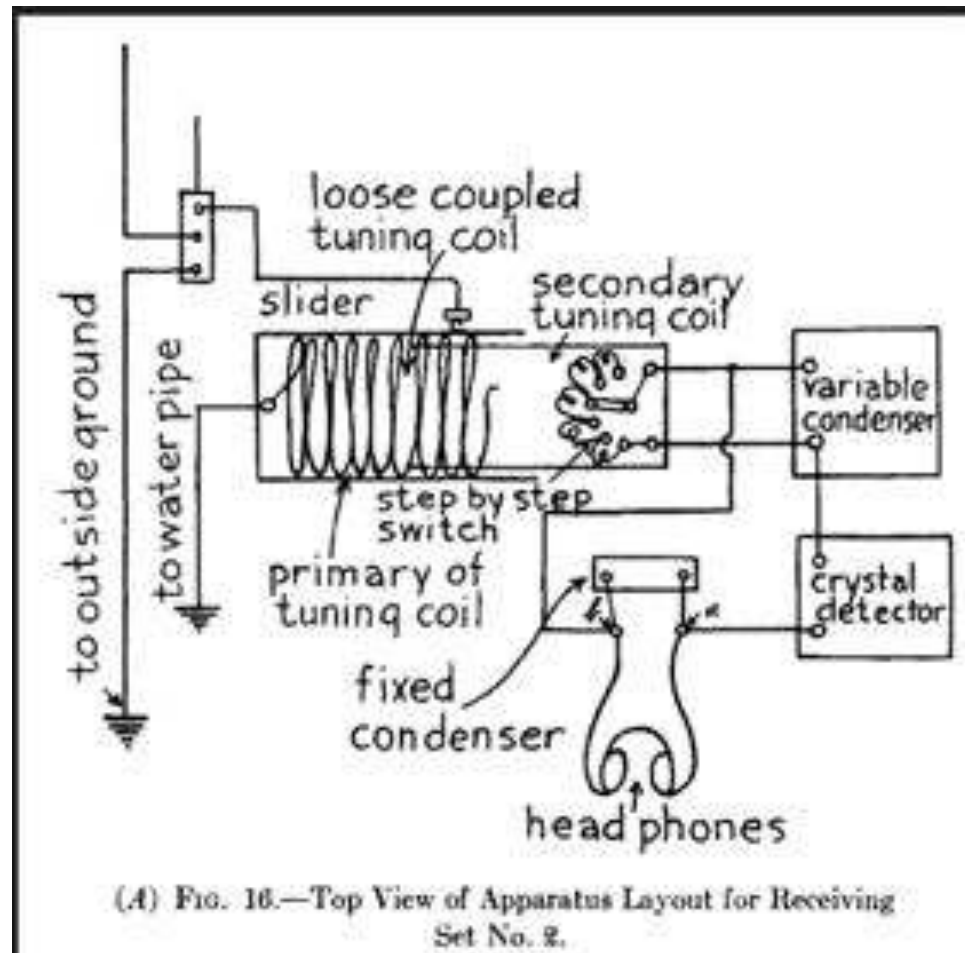 loose coupled
tuning coil
slider
secondary
tuning coil
to outside ground
to water pipe
variable
condenser
step by step
switch
primary of
tuning coil
crystal
detector
b
a
fixed
condenser
head phones
(A) FIG. 16.—Top View of Apparatus Layout for Receiving
Set No. 2.